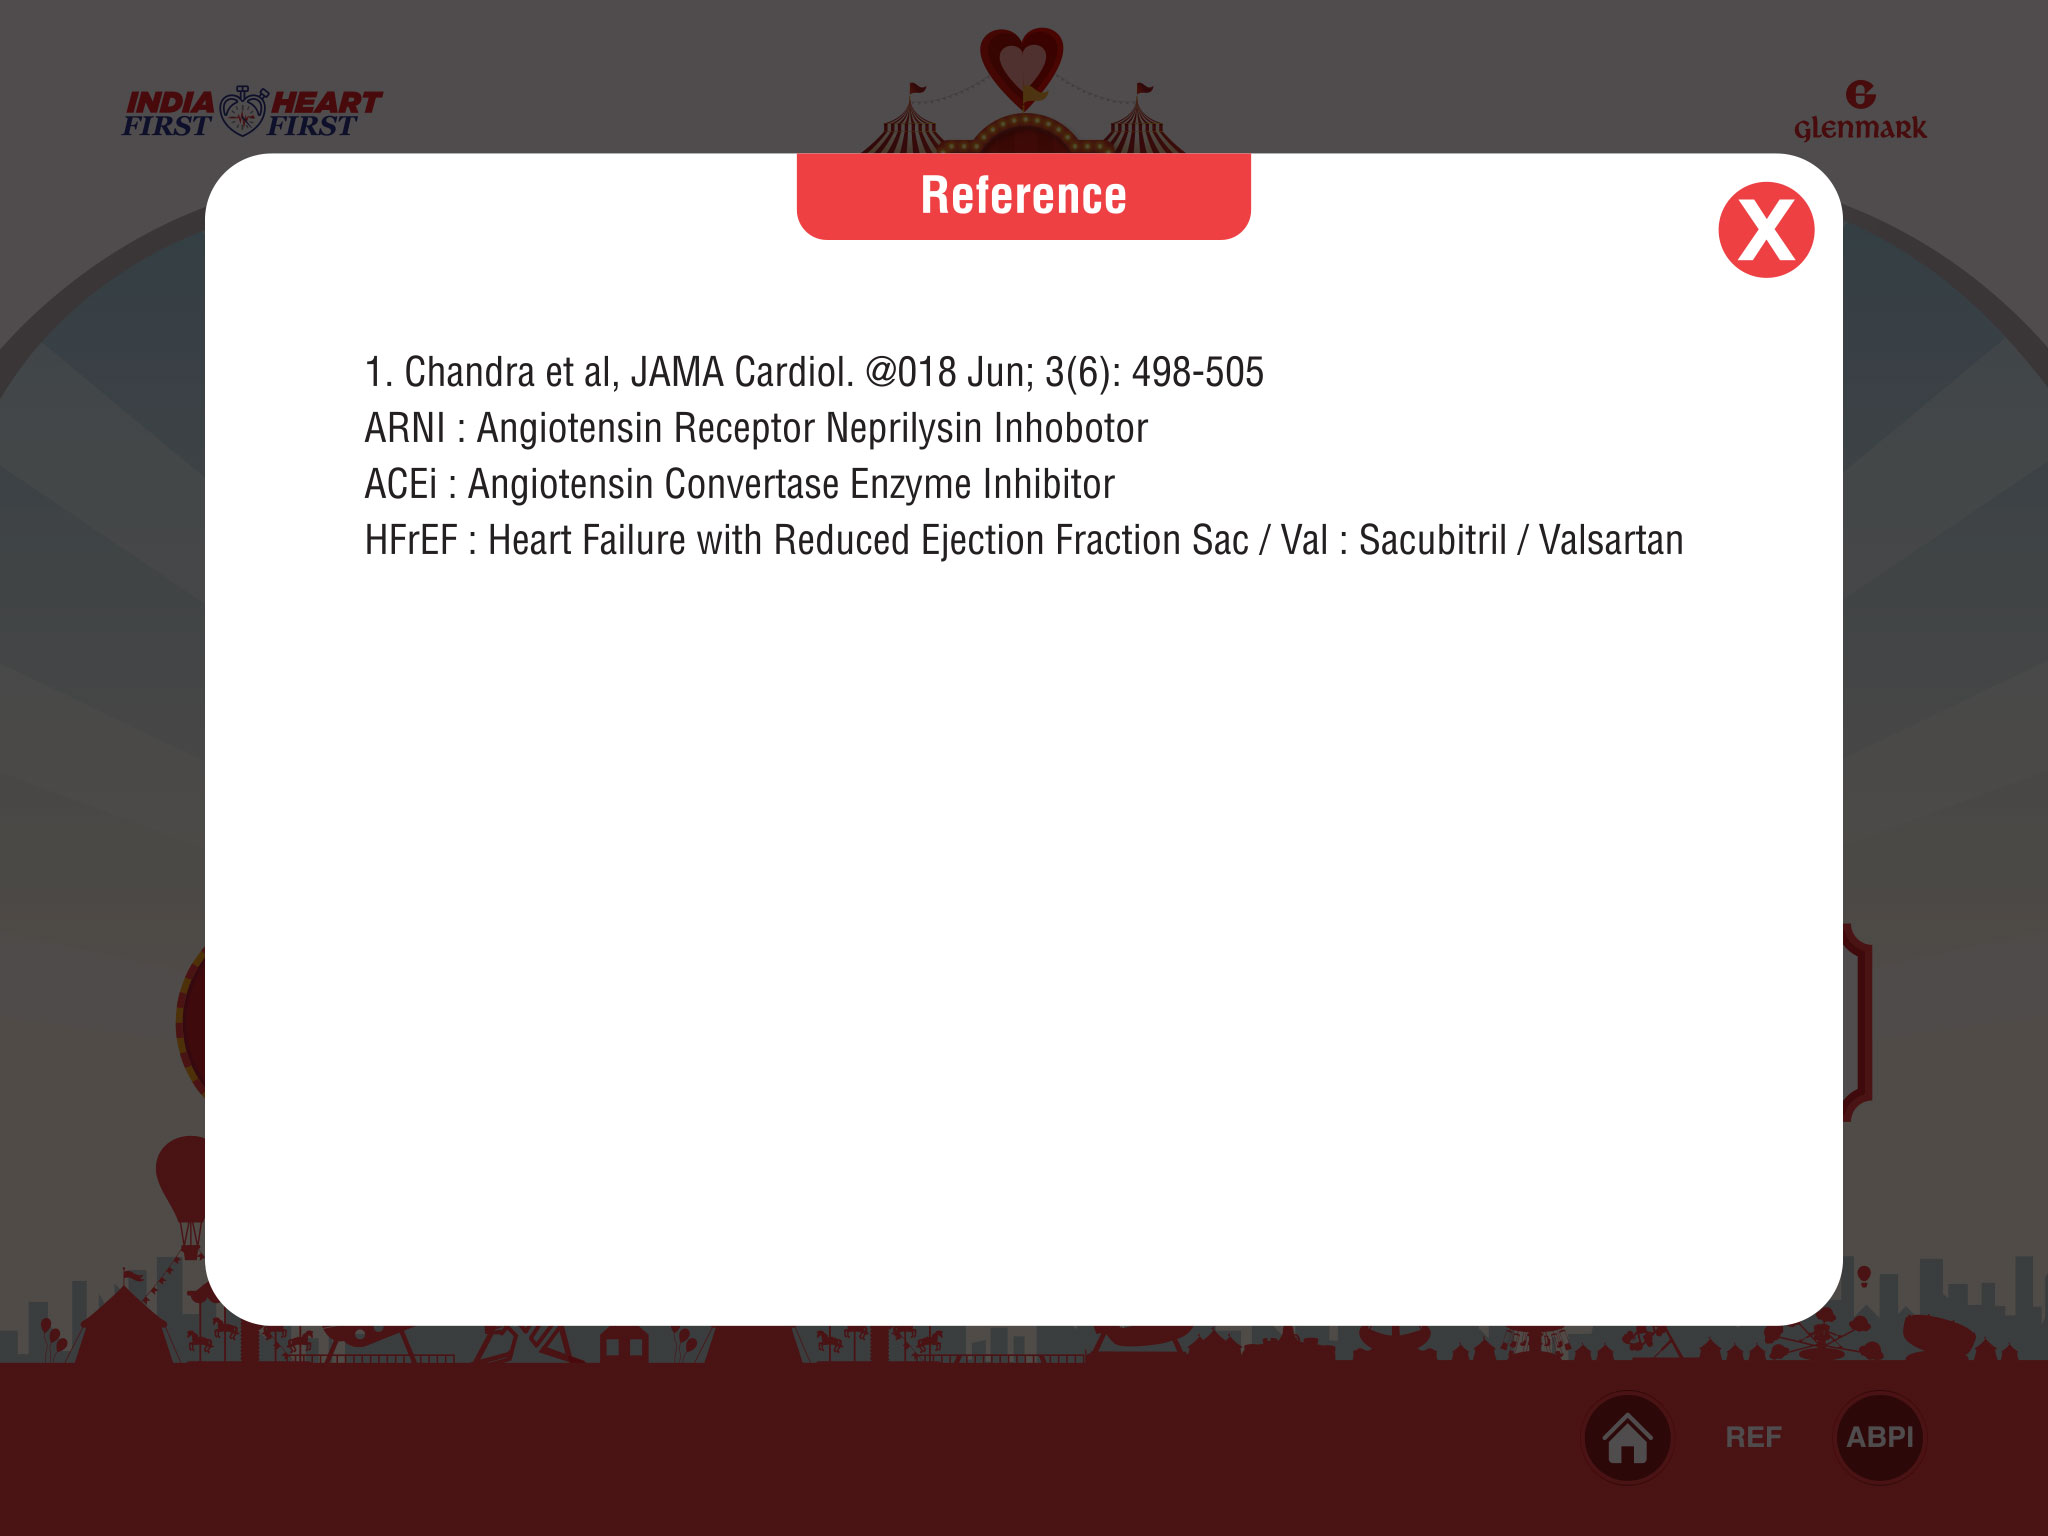 INDIA HEART
FIRST FIRST
G
Glenmark
Reference
X
1. Chandra et al, JAMA Cardiol. @018 Jun; 3(6): 498-505
ARNI : Angiotensin Receptor Neprilysin Inhobotor
ACEi : Angiotensin Convertase Enzyme Inhibitor
HFrEF : Heart Failure with Reduced Ejection Fraction Sac / Val : Sacubitril / Valsartan
REF
ABPI